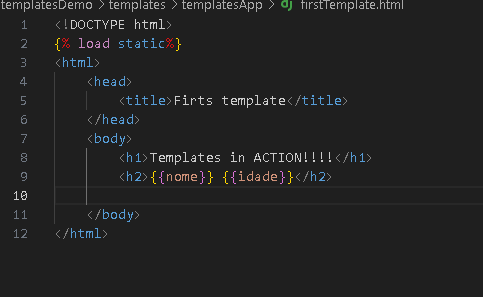 templatesDemo > templates > templatesApp > dj firstTemplate.html
1 <!DOCTYPE html>
2 {% load static%}
3 <html>
4 <head>
5 <title>Firts template</title>
6 </head>
7 <body>
8 <h1>Templates in ACTION!!!!</h1>
9 <h2>{{nome}} {{idade}}</h2>
10
11 </body>
12 </html>